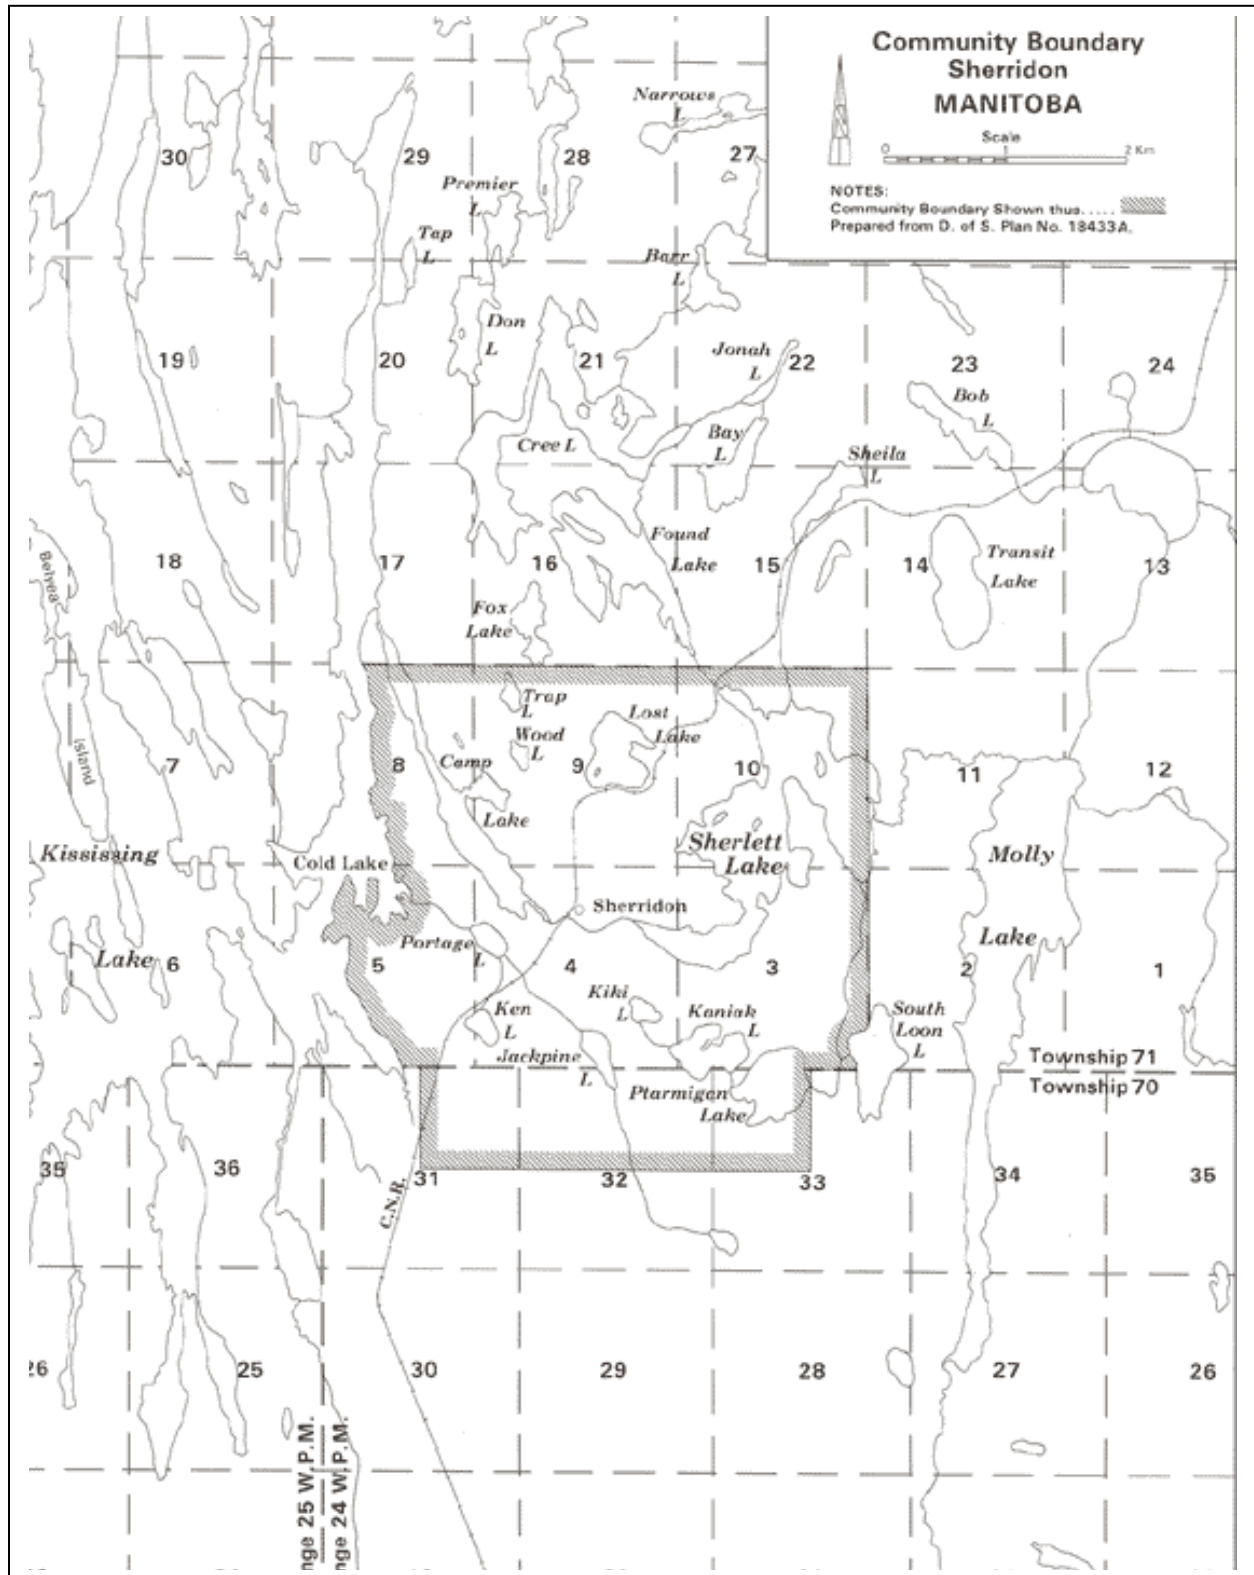 Community Boundary
Sherridon
MANITOBA
Scale
0 1 2 Km
NOTES:
Community Boundary Shown thus.....
Prepared from D. of S. Plan No. 18433A.
Narrows
L
30
29
28
27
Premier
L
Tap
L
Barr
L
Don
L
19
20
21
Jonah
L
22
23
24
Bob
L
Cree L
Bay
L
Sheila
L
Found
Lake
Belyea
Island
18
17
16
15
14
Transit
Lake
13
Fox
Lake
Trap
L
Wood
L
Lost
Lake
7
8
Camp
Lake
9
10
11
12
Kississing
Lake
Cold Lake
Sherlett
Lake
Molly
Lake
Sherridon
Portage
L
6
5
4
3
2
1
Kiki
L
Ken
L
Kaniak
L
South
Loon
L
Jackpine
L
Ptarmigan
Lake
Township 71
Township 70
35
36
31
32
33
34
35
C.N.R.
26
25
30
29
28
27
26
nge 25 W.P.M.
nge 24 W.P.M.